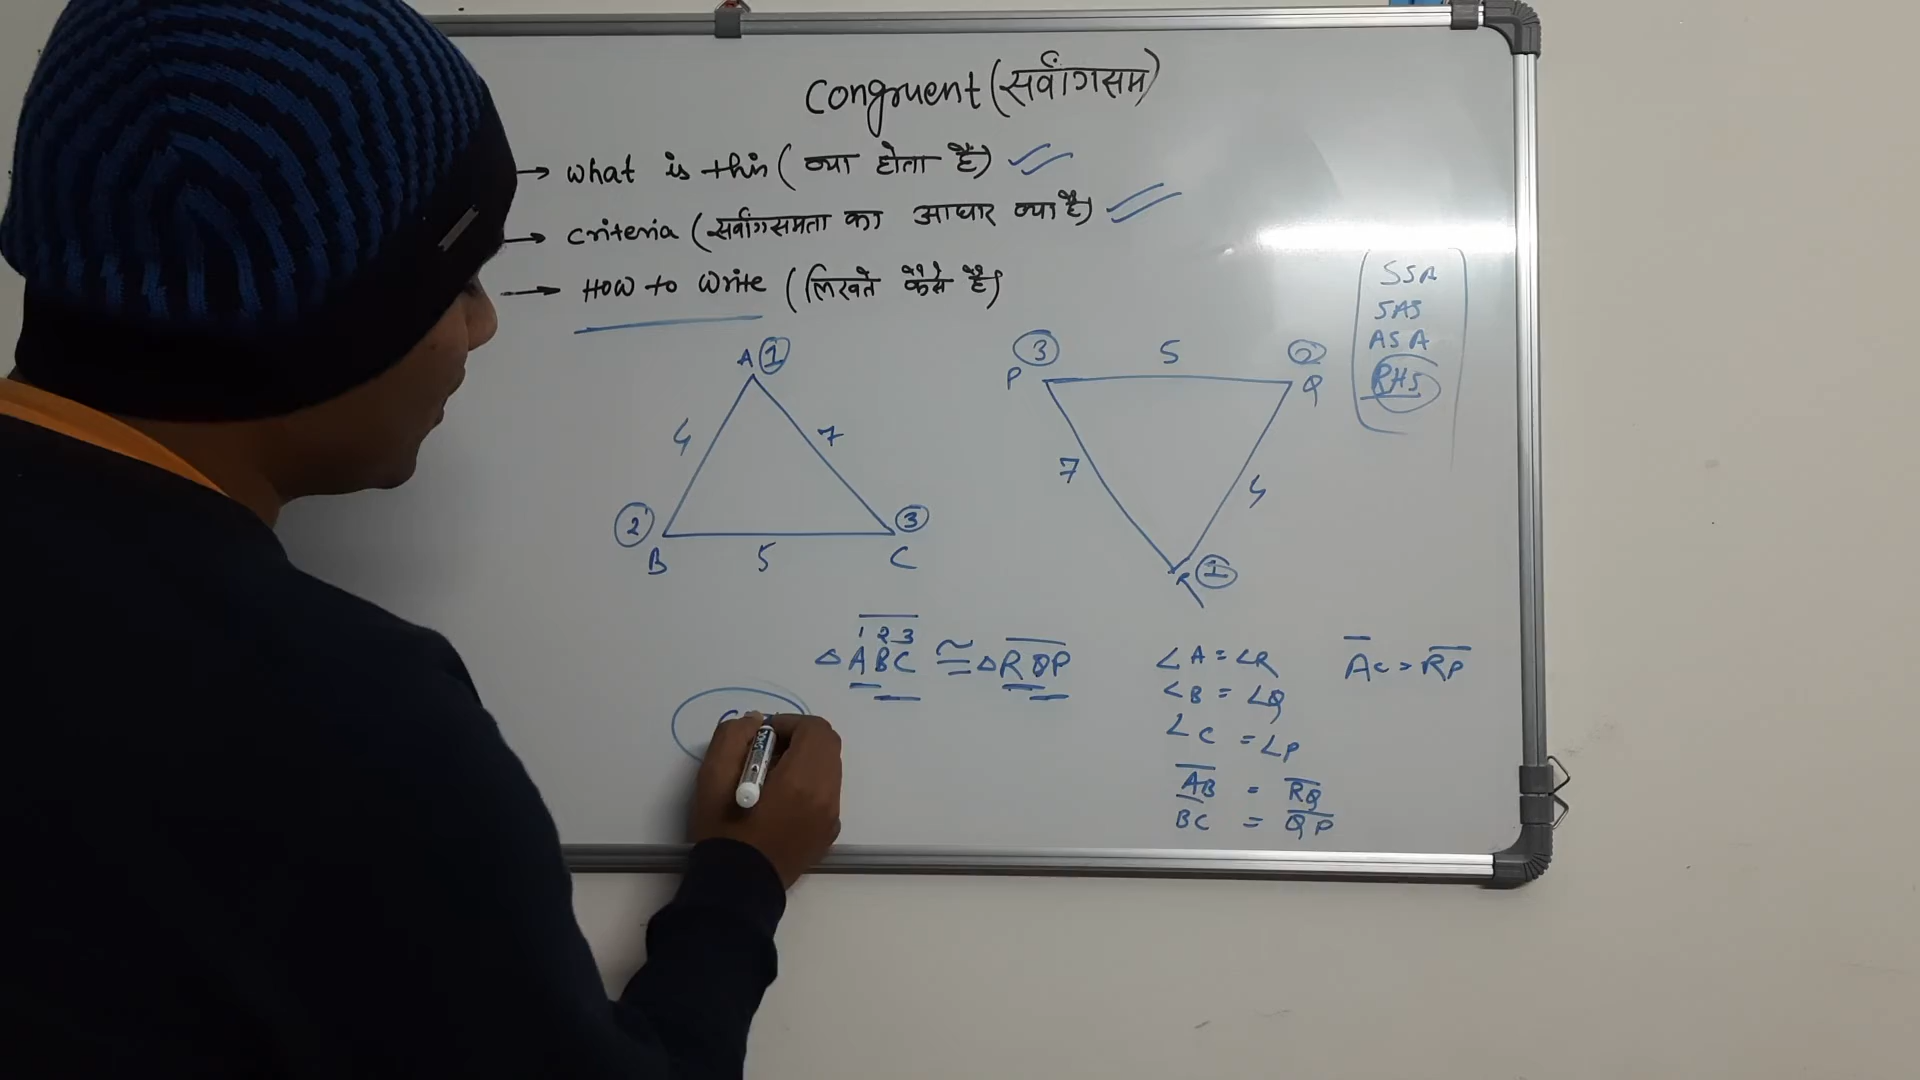 Congruent (सर्वांगसम)
→ What is this (क्या होता है)
→ criteria (सर्वांगसमता का आधार क्या है)
→ How to write (लिखते कैसे है)
SSA
SAS
ASA
RHS
A 1
4 7
2 B 5 C 3
3 P 5 Q 2
7 4
R 1
1 2 3
△ABC ≅ △RQP
∠A = ∠R
∠B = ∠Q
∠C = ∠P
AB = RQ
BC = QP
AC = RP